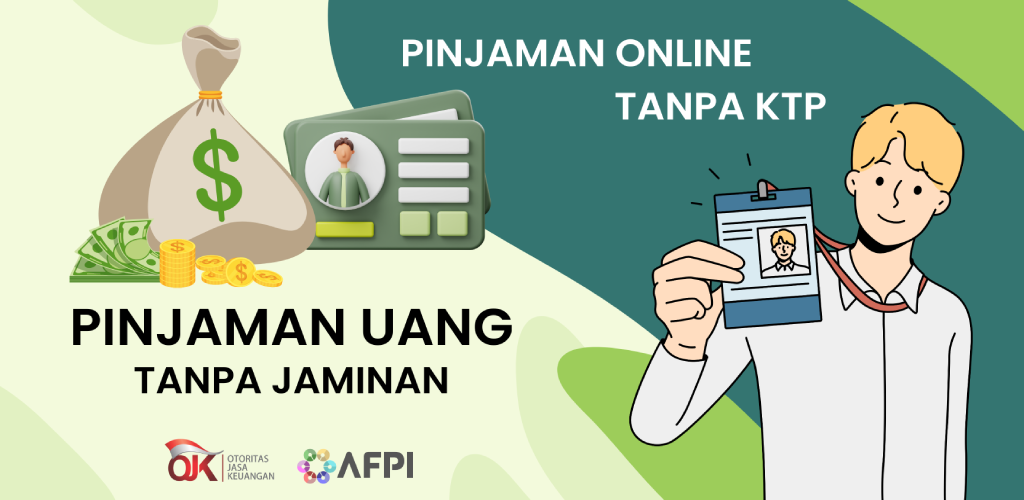 PINJAMAN ONLINE
TANPA KTP
$
PINJAMAN UANG
TANPA JAMINAN
OJK
OTORITAS
JASA
KEUANGAN
AFPI